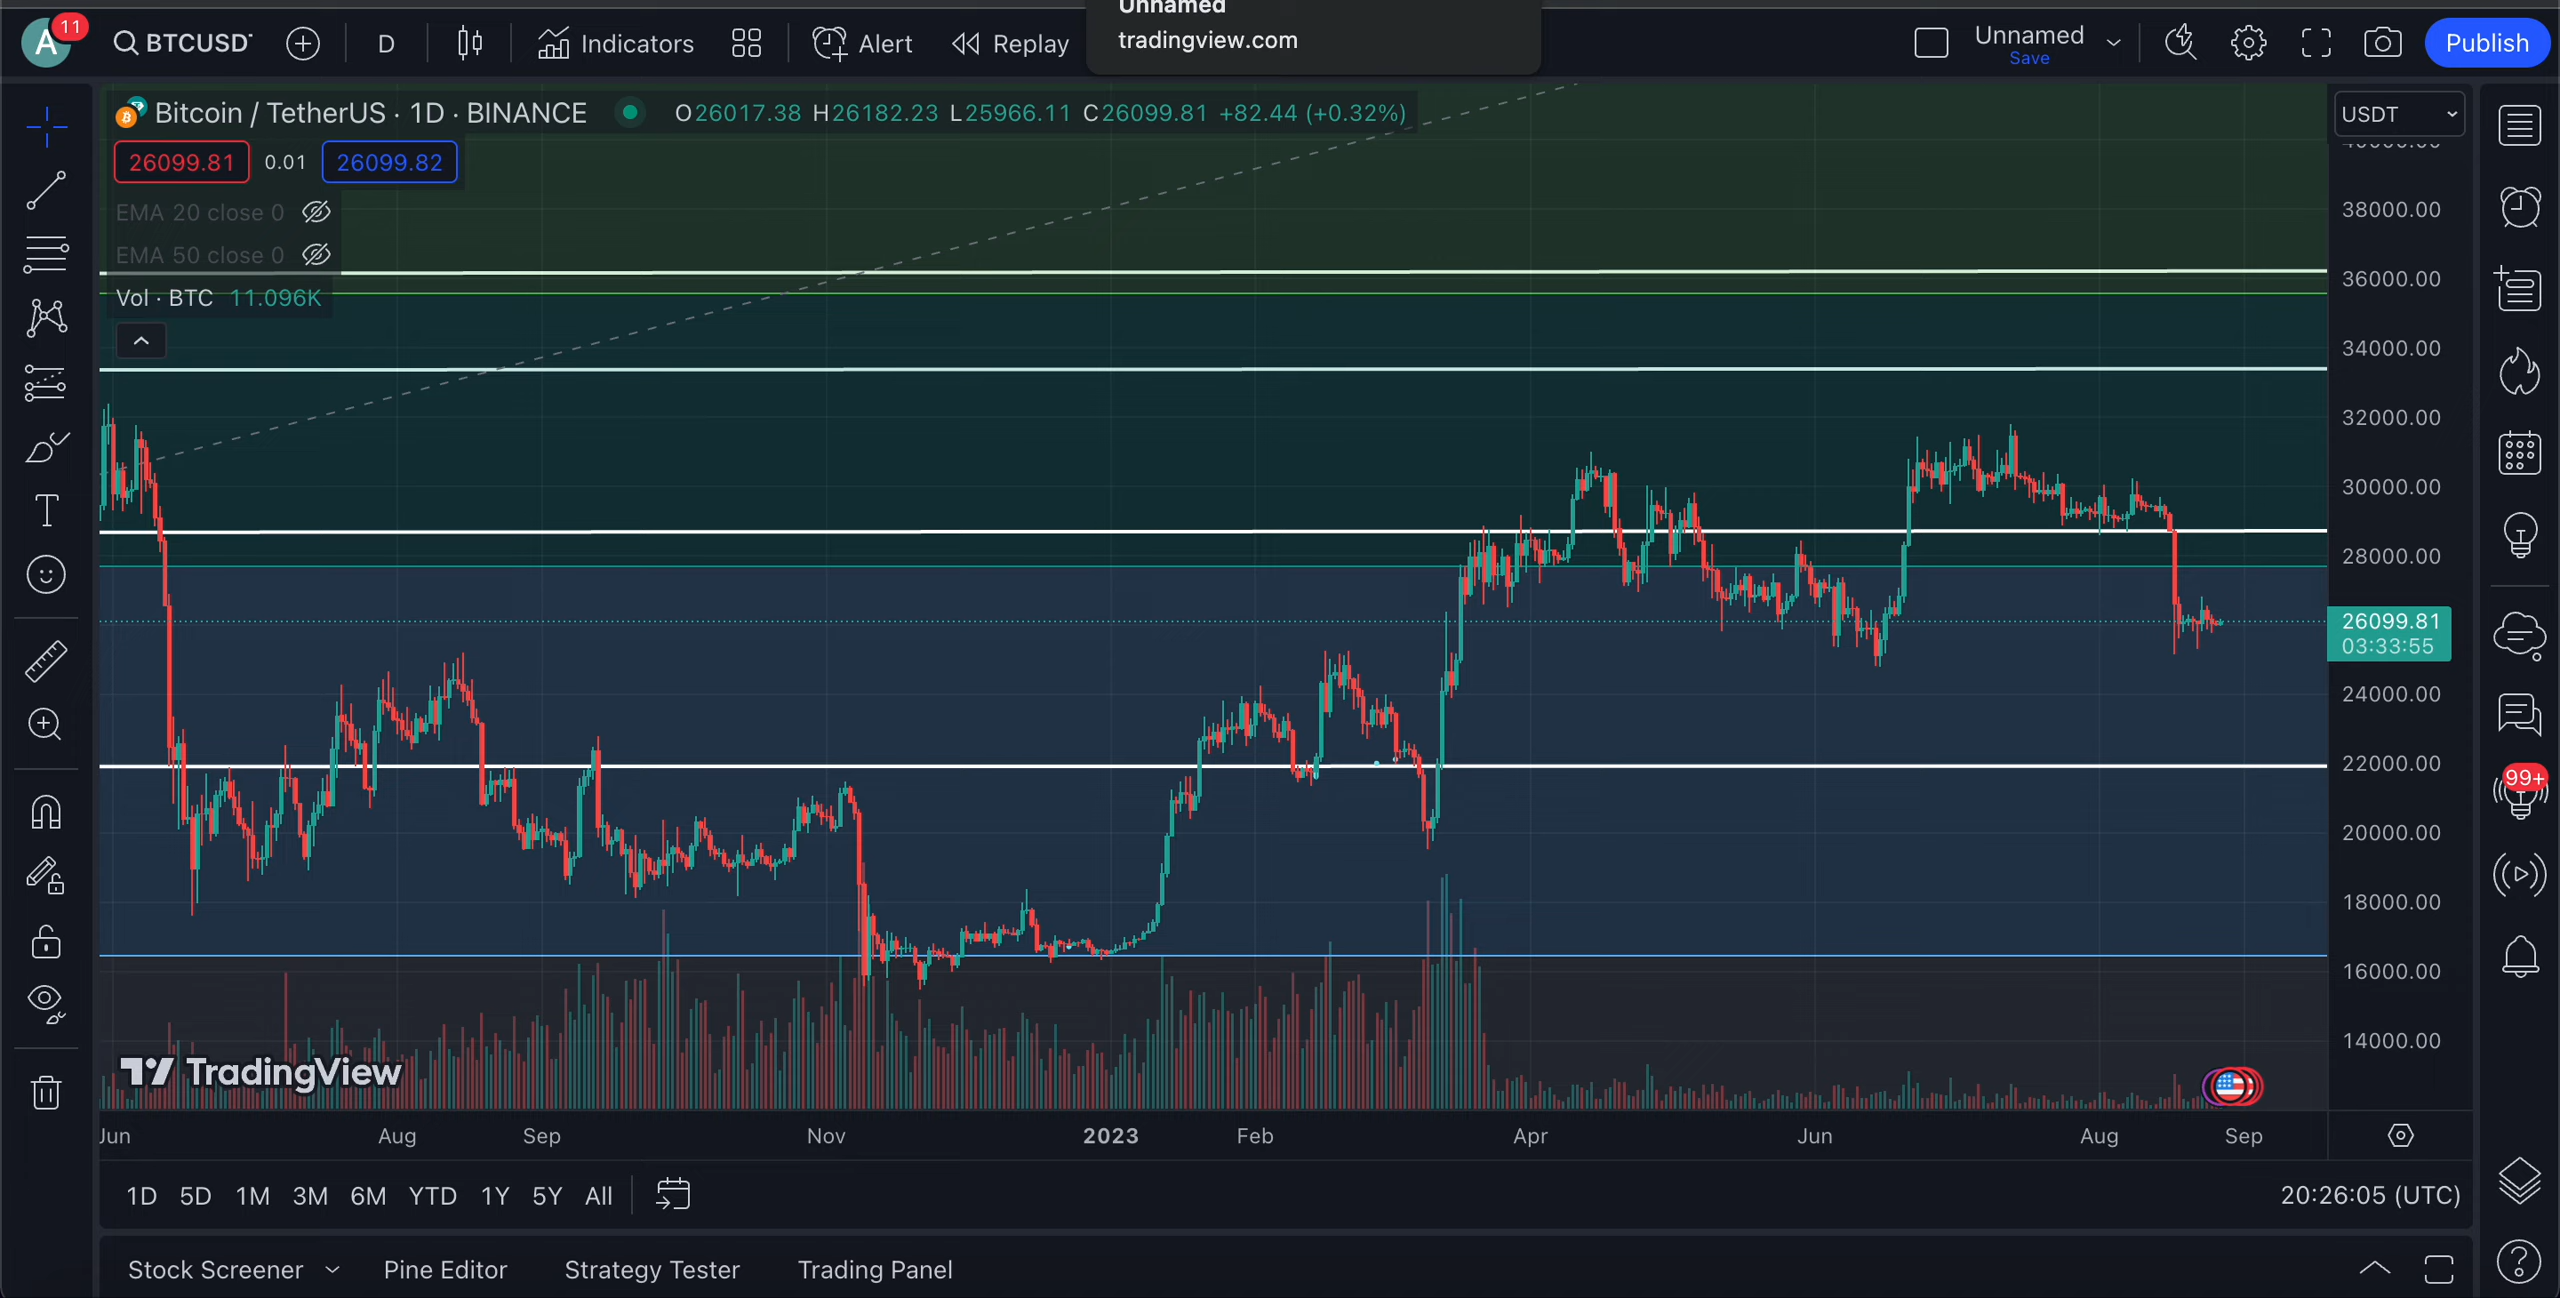 Unnamed
tradingview.com
A
11
BTCUSD
D
Indicators
Alert
Replay
Unnamed
Save
Publish
Bitcoin / TetherUS · 1D · BINANCE
O26017.38 H26182.23 L25966.11 C26099.81 +82.44 (+0.32%)
26099.81
0.01
26099.82
EMA 20 close 0
EMA 50 close 0
Vol · BTC 11.096K
USDT
38000.00
36000.00
34000.00
32000.00
30000.00
28000.00
26099.81
03:33:55
24000.00
22000.00
20000.00
18000.00
16000.00
14000.00
99+
TradingView
Jun Aug Sep Nov 2023 Feb Apr Jun Aug Sep
1D 5D 1M 3M 6M YTD 1Y 5Y All
20:26:05 (UTC)
Stock Screener Pine Editor Strategy Tester Trading Panel